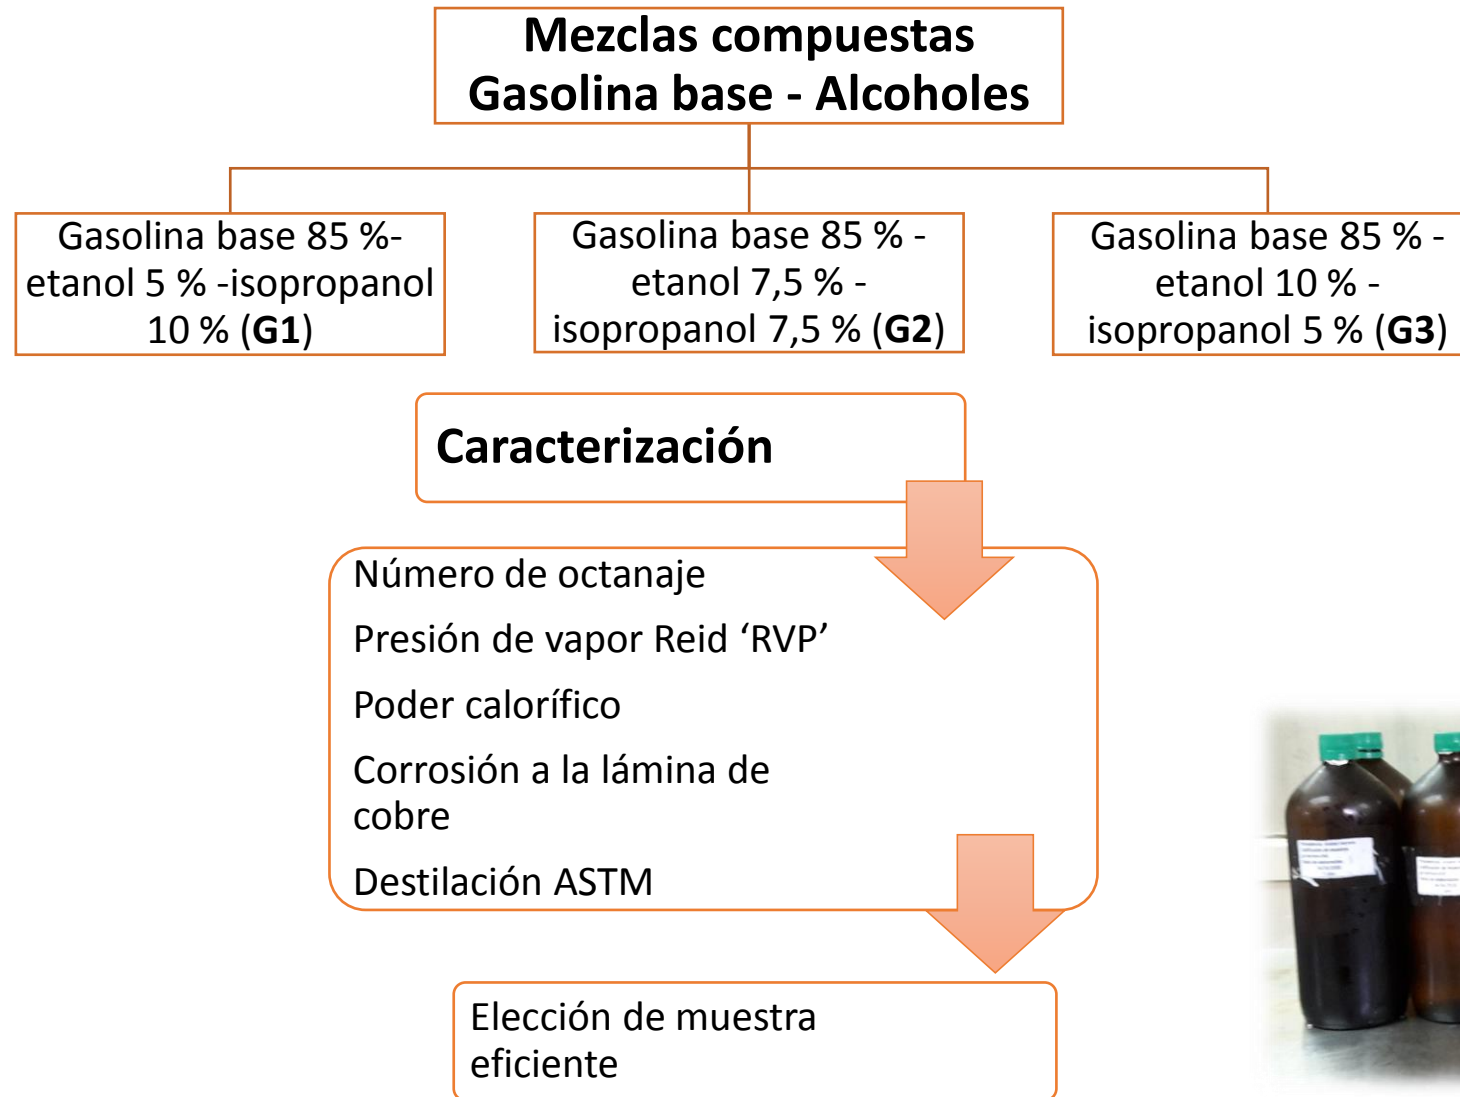 Mezclas compuestas
Gasolina base - Alcoholes
Gasolina base 85 %-
etanol 5 % -isopropanol
10 % (G1)
Gasolina base 85 % -
etanol 7,5 % -
isopropanol 7,5 % (G2)
Gasolina base 85 % -
etanol 10 % -
isopropanol 5 % (G3)
Caracterización
Número de octanaje
Presión de vapor Reid ‘RVP’
Poder calorífico
Corrosión a la lámina de
cobre
Destilación ASTM
Elección de muestra
eficiente